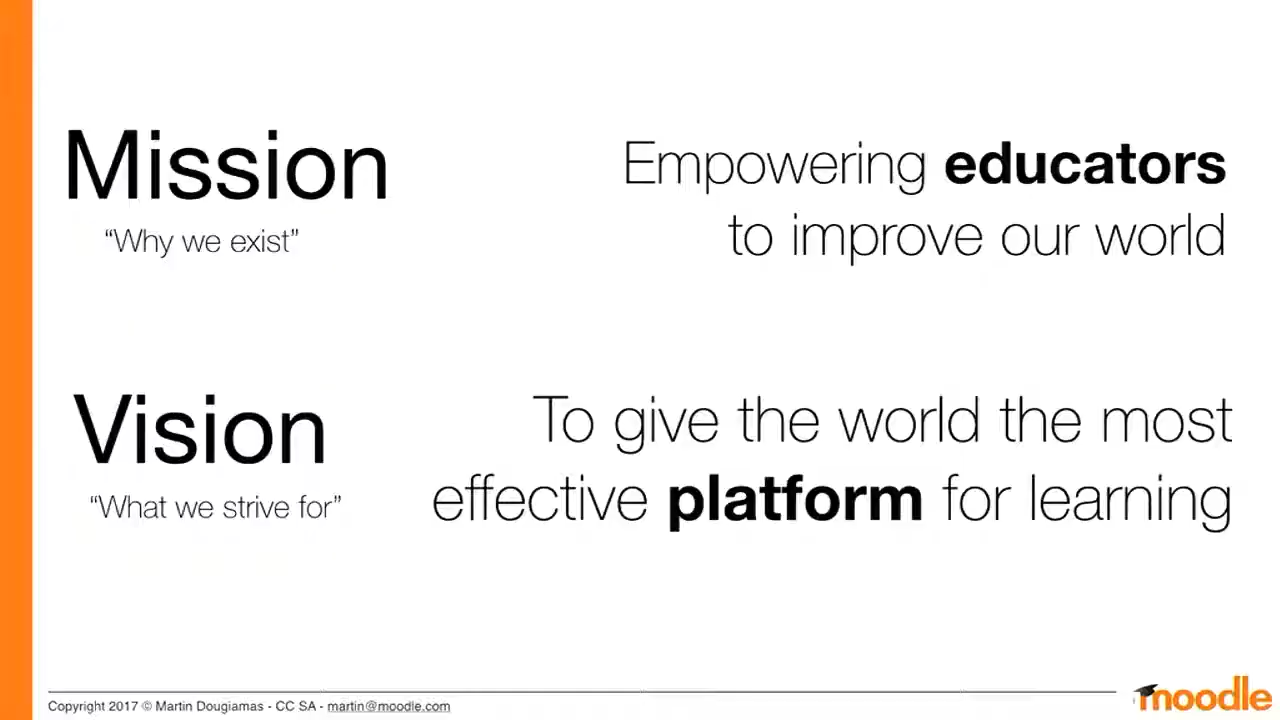 Mission
“Why we exist”
Empowering educators
to improve our world
Vision
“What we strive for”
To give the world the most
effective platform for learning
Copyright 2017 © Martin Dougiamas - CC SA - martin@moodle.com
moodle